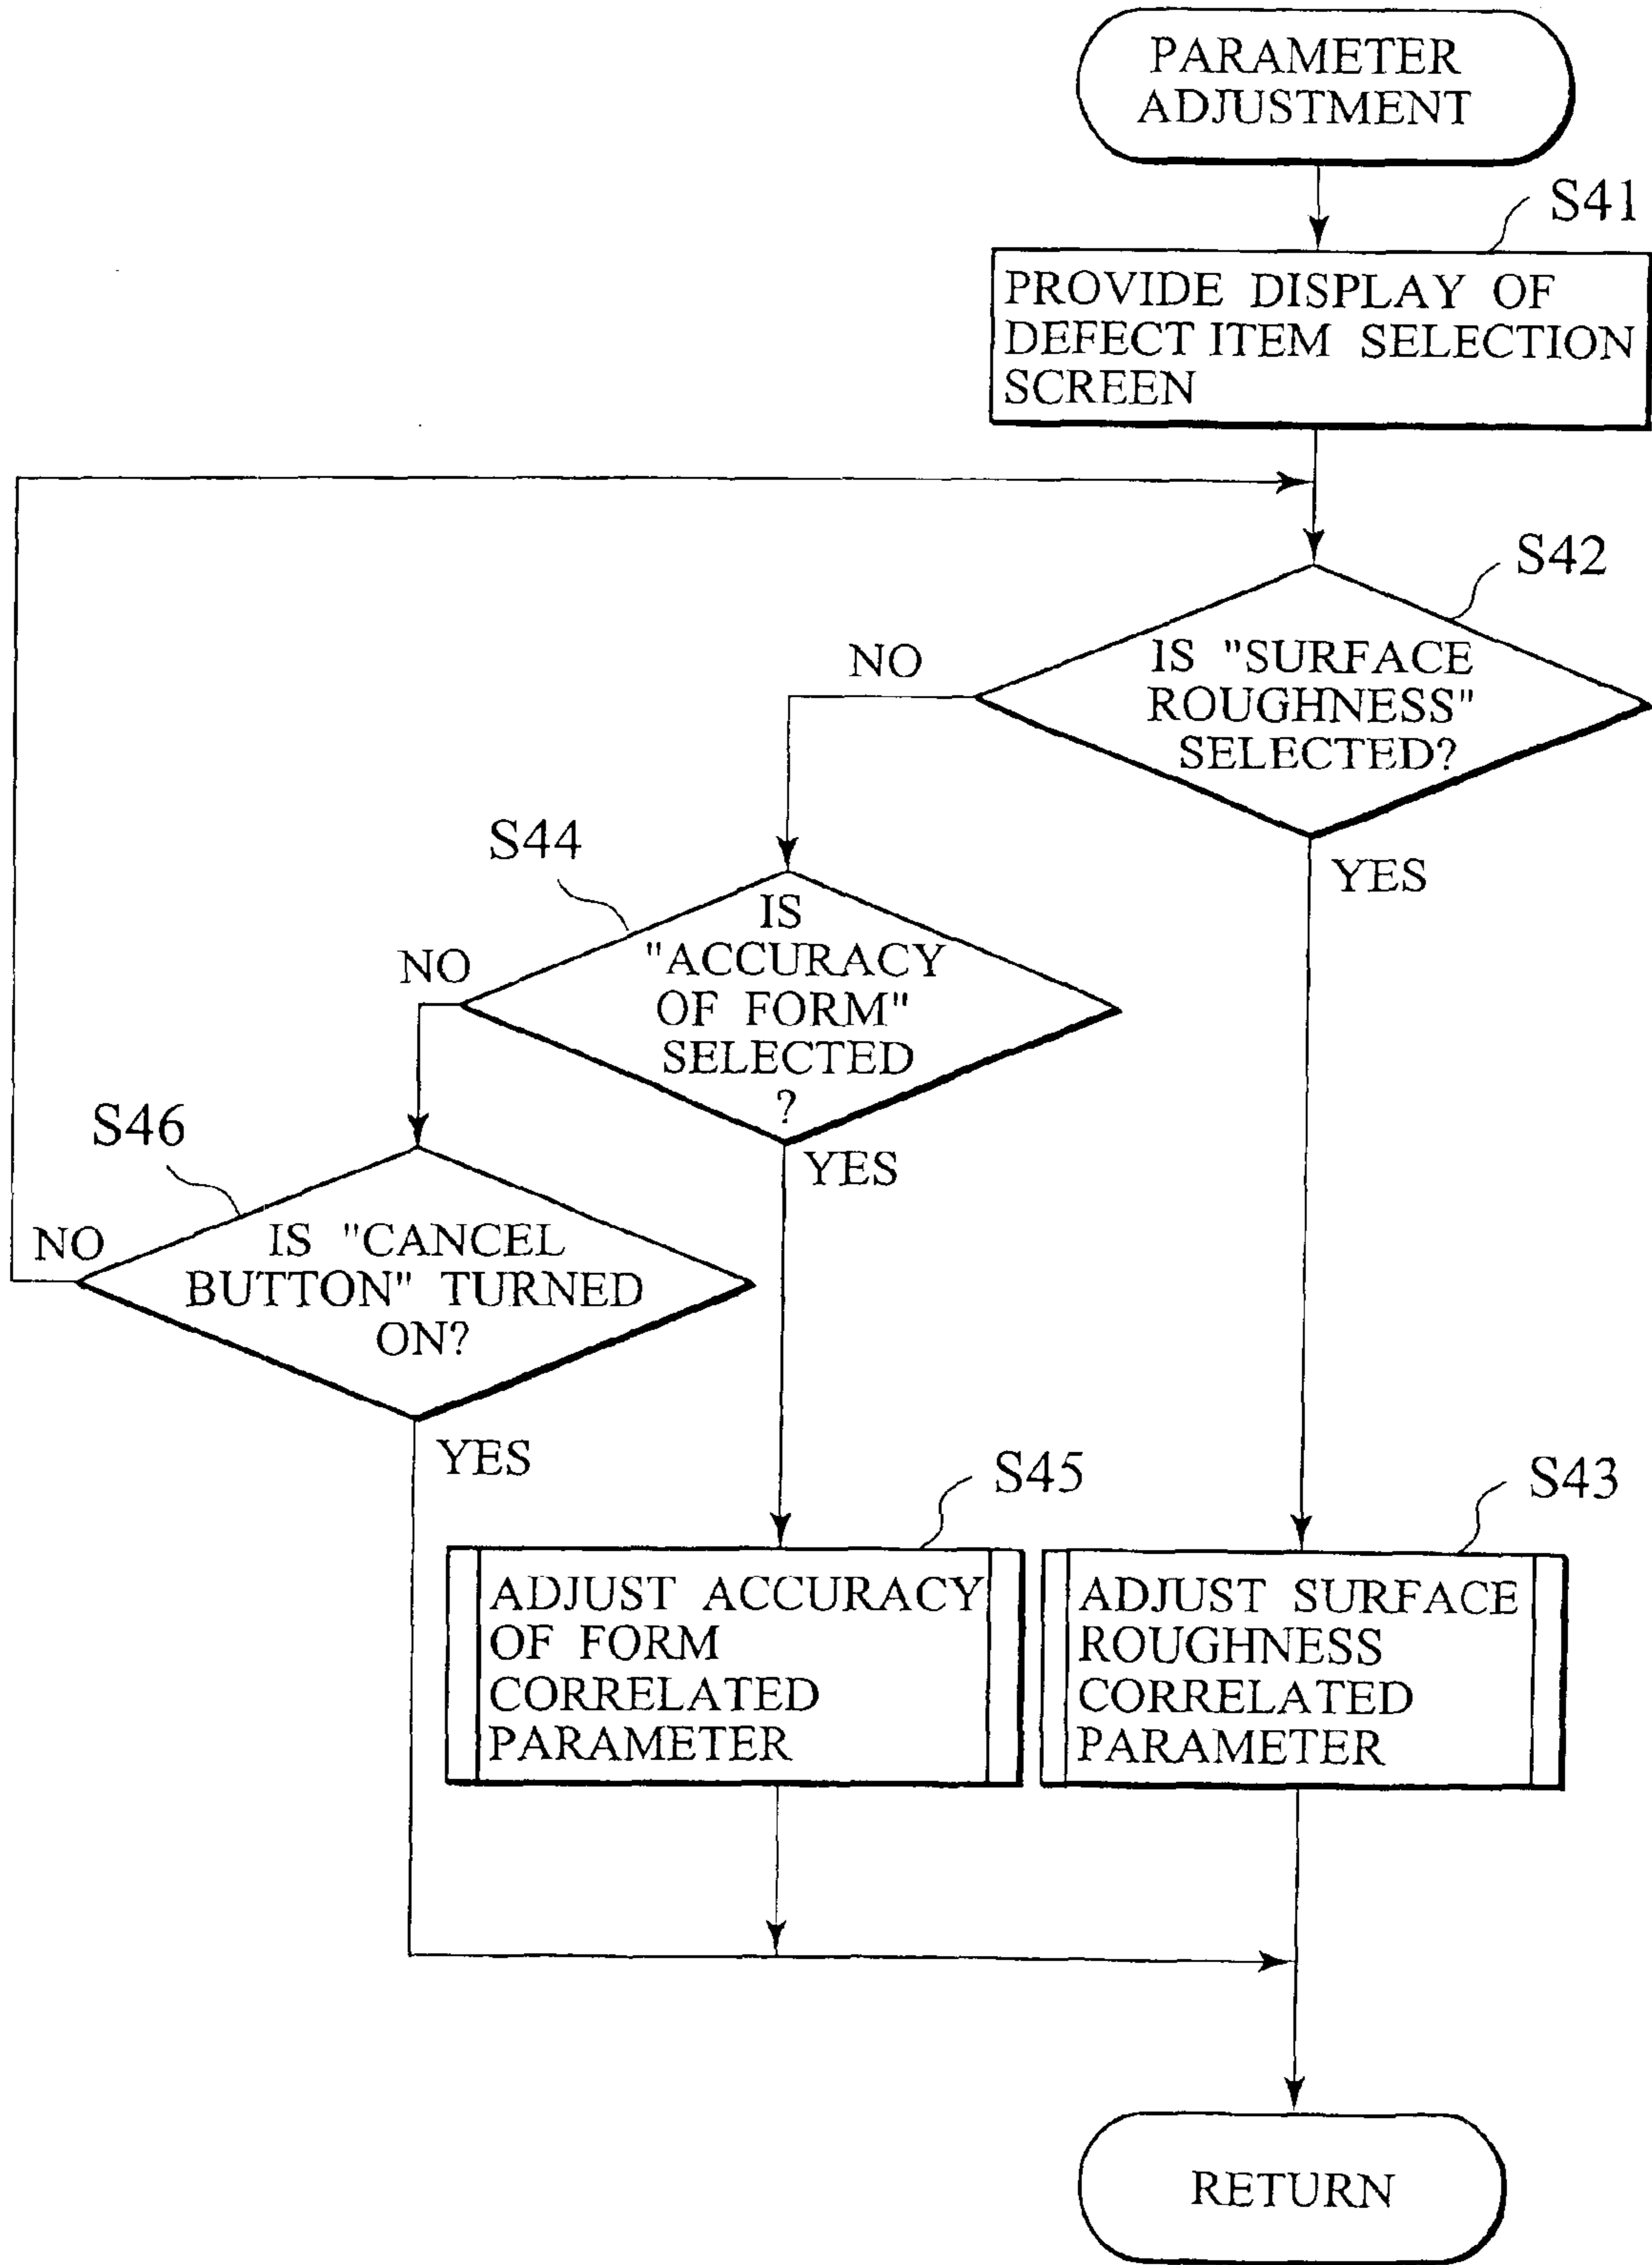 PARAMETER
ADJUSTMENT
S41
PROVIDE DISPLAY OF
DEFECT ITEM SELECTION
SCREEN
S42
NO
IS "SURFACE
ROUGHNESS"
SELECTED?
YES
S44
NO
IS
"ACCURACY
OF FORM"
SELECTED
?
YES
S46
NO
IS "CANCEL
BUTTON" TURNED
ON?
YES
S45
ADJUST ACCURACY
OF FORM
CORRELATED
PARAMETER
S43
ADJUST SURFACE
ROUGHNESS
CORRELATED
PARAMETER
RETURN